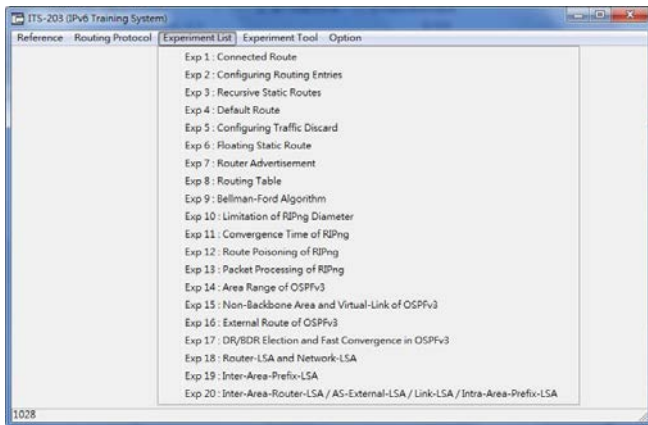 ITS-203 (IPv6 Training System)
Reference Routing Protocol Experiment List Experiment Tool Option
Exp 1 : Connected Route
Exp 2 : Configuring Routing Entries
Exp 3 : Recursive Static Routes
Exp 4 : Default Route
Exp 5 : Configuring Traffic Discard
Exp 6 : Floating Static Route
Exp 7 : Router Advertisement
Exp 8 : Routing Table
Exp 9 : Bellman-Ford Algorithm
Exp 10 : Limitation of RIPng Diameter
Exp 11 : Convergence Time of RIPng
Exp 12 : Route Poisoning of RIPng
Exp 13 : Packet Processing of RIPng
Exp 14 : Area Range of OSPFv3
Exp 15 : Non-Backbone Area and Virtual-Link of OSPFv3
Exp 16 : External Route of OSPFv3
Exp 17 : DR/BDR Election and Fast Convergence in OSPFv3
Exp 18 : Router-LSA and Network-LSA
Exp 19 : Inter-Area-Prefix-LSA
Exp 20 : Inter-Area-Router-LSA / AS-External-LSA / Link-LSA / Intra-Area-Prefix-LSA
1028